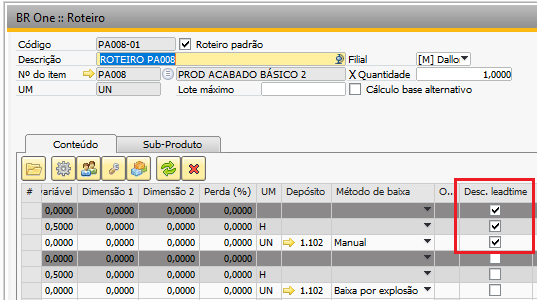 BR One :: Roteiro
Código PA008-01 Roteiro padrão
Descrição ROTEIRO PA008 Filial [M] Dallo
Nº do item PA008 PROD ACABADO BÁSICO 2 X Quantidade 1,0000
UM UN Lote máximo Cálculo base alternativo
Conteúdo Sub-Produto
# variável Dimensão 1 Dimensão 2 Perda (%) UM Depósito Método de baixa O.. Desc. leadtime
0,0000 0,0000 0,0000 0,0000
0,5000 0,0000 0,0000 0,0000 H
0,0000 0,0000 0,0000 0,0000 UN 1.102 Manual
0,0000 0,0000 0,0000 0,0000
0,5000 0,0000 0,0000 0,0000 H
0,0000 0,0000 0,0000 0,0000 UN 1.102 Baixa por explosão